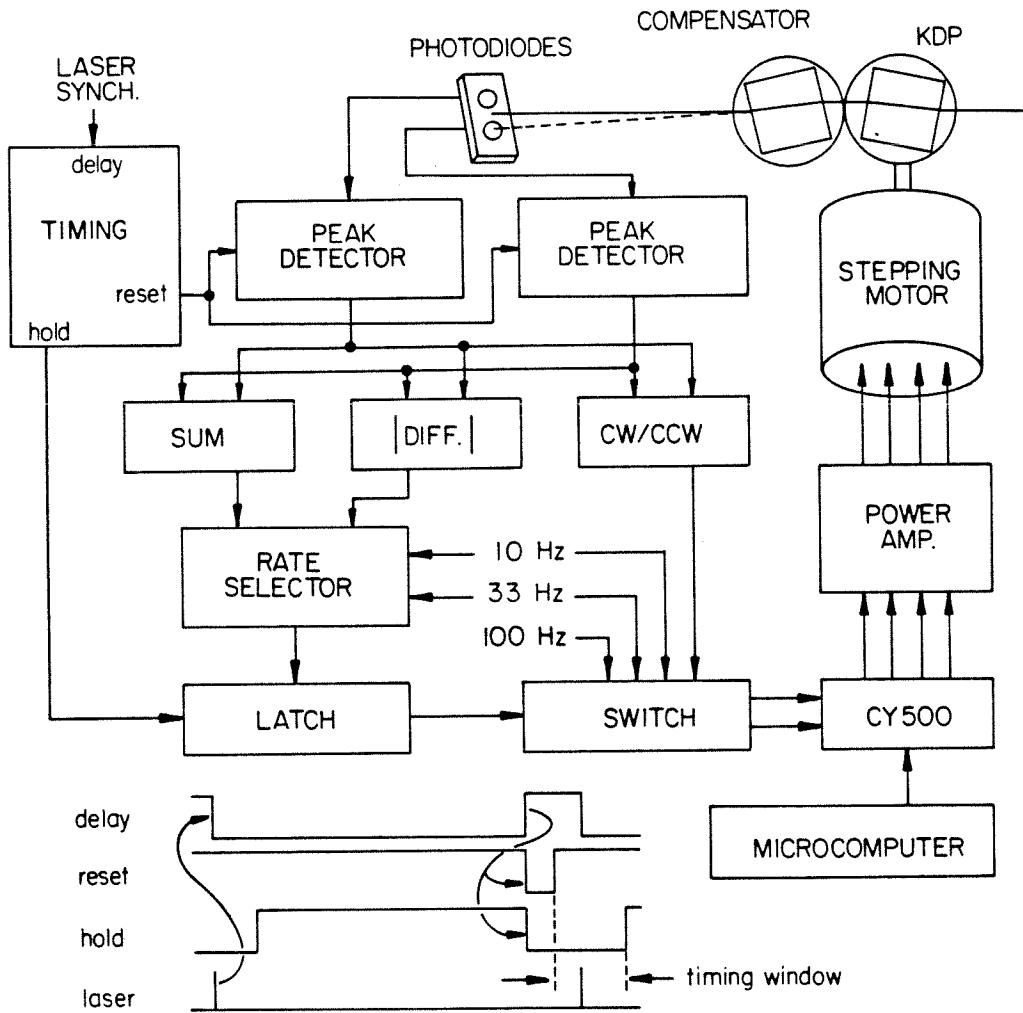 COMPENSATOR
KDP
PHOTODIODES
LASER
SYNCH.
delay
TIMING
reset
hold
PEAK
DETECTOR
PEAK
DETECTOR
STEPPING
MOTOR
SUM
|DIFF.|
CW/CCW
POWER
AMP.
RATE
SELECTOR
10 Hz
33 Hz
100 Hz
LATCH
SWITCH
CY500
MICROCOMPUTER
delay
reset
hold
timing window
laser